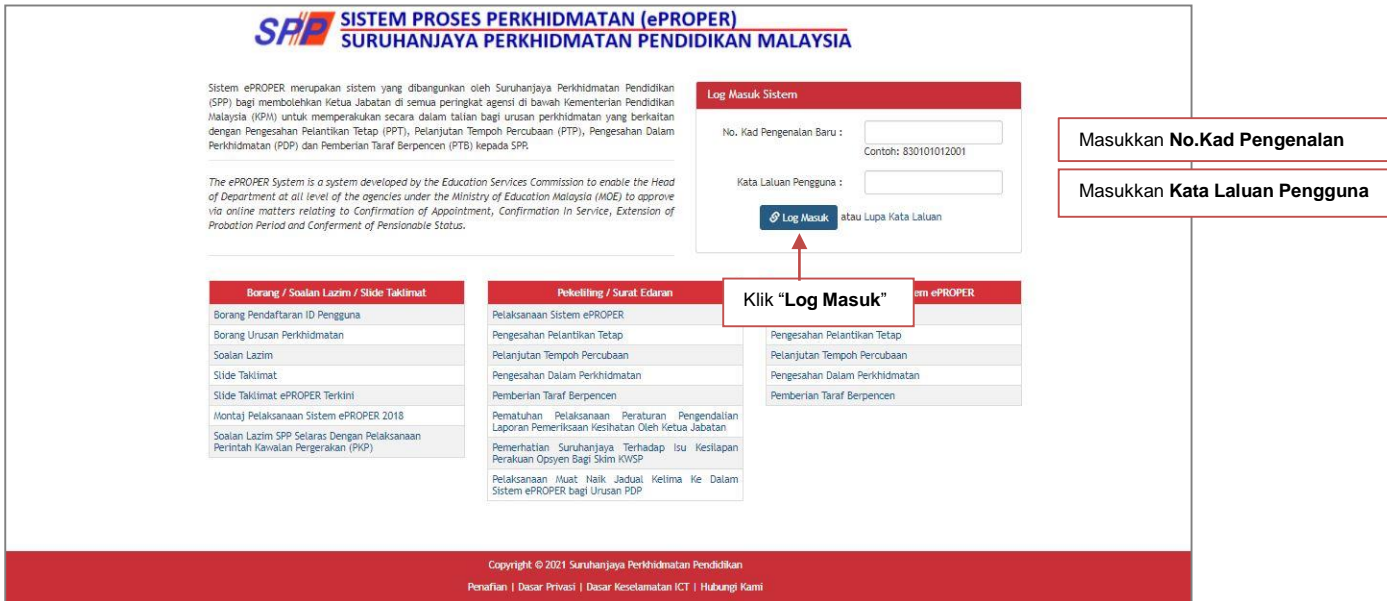 SPP
SISTEM PROSES PERKHIDMATAN (ePROPER)
SURUHANJAYA PERKHIDMATAN PENDIDIKAN MALAYSIA
Sistem ePROPER merupakan sistem yang dibangunkan oleh Suruhanjaya Perkhidmatan Pendidikan
(SPP) bagi membolehkan Ketua Jabatan di semua peringkat agensi di bawah Kementerian Pendidikan
Malaysia (KPM) untuk memperakukan secara dalam talian bagi urusan perkhidmatan yang berkaitan
dengan Pengesahan Pelantikan Tetap (PPT), Pelanjutan Tempoh Percubaan (PTP), Pengesahan Dalam
Perkhidmatan (PDP) dan Pemberian Taraf Berpencen (PTB) kepada SPP.
The ePROPER System is a system developed by the Education Services Commission to enable the Head
of Department at all level of the agencies under the Ministry of Education Malaysia (MOE) to approve
via online matters relating to Confirmation of Appointment, Confirmation In Service, Extension of
Probation Period and Conferment of Pensionable Status.
Log Masuk Sistem
No. Kad Pengenalan Baru :
Contoh: 830101012001
Kata Laluan Pengguna :
Log Masuk atau Lupa Kata Laluan
Masukkan No.Kad Pengenalan
Masukkan Kata Laluan Pengguna
Klik “Log Masuk”
Borang / Soalan Lazim / Slide Taklimat
Borang Pendaftaran ID Pengguna
Borang Urusan Perkhidmatan
Soalan Lazim
Slide Taklimat
Slide Taklimat ePROPER Terkini
Montaj Pelaksanaan Sistem ePROPER 2018
Soalan Lazim SPP Selaras Dengan Pelaksanaan
Perintah Kawalan Pergerakan (PKP)
Pekeliling / Surat Edaran
Pelaksanaan Sistem ePROPER
Pengesahan Pelantikan Tetap
Pelanjutan Tempoh Percubaan
Pengesahan Dalam Perkhidmatan
Pemberian Taraf Berpencen
Pematuhan Pelaksanaan Peraturan Pengendalian
Laporan Pemeriksaan Kesihatan Oleh Ketua Jabatan
Pemerhatian Suruhanjaya Terhadap Isu Kesilapan
Perakuan Opsyen Bagi Skim KWSP
Pelaksanaan Muat Naik Jadual Kelima Ke Dalam
Sistem ePROPER bagi Urusan PDP
ePROPER
Pengesahan Pelantikan Tetap
Pelanjutan Tempoh Percubaan
Pengesahan Dalam Perkhidmatan
Pemberian Taraf Berpencen
Copyright © 2021 Suruhanjaya Perkhidmatan Pendidikan
Penafian | Dasar Privasi | Dasar Keselamatan ICT | Hubungi Kami